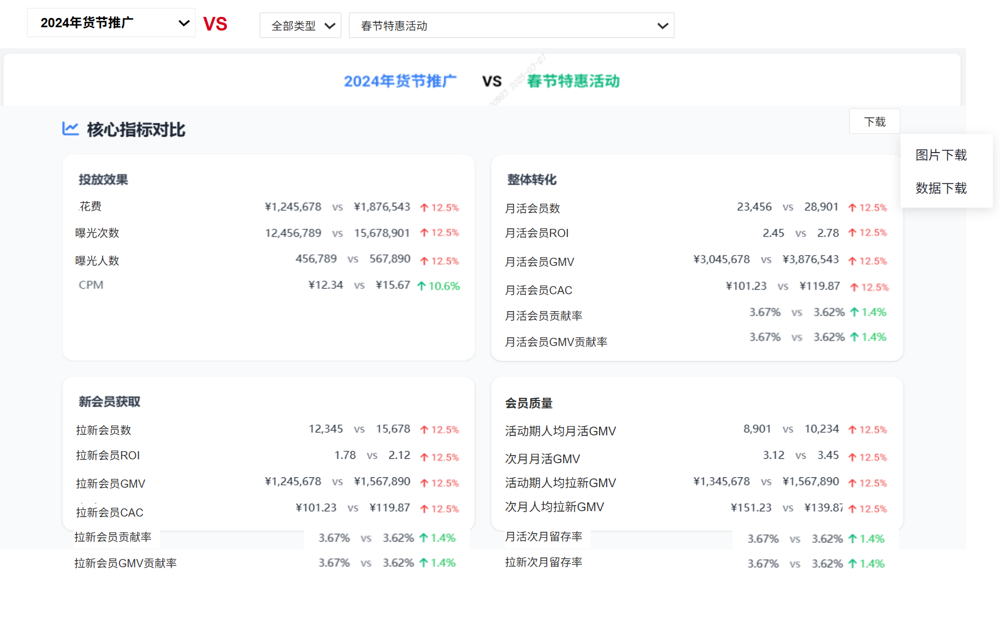 2024年货节推广 VS 全部类型 春节特惠活动
2024年货节推广 VS 春节特惠活动
核心指标对比
下载
图片下载
数据下载
投放效果
花费 ¥1,245,678 vs ¥1,876,543 ↑ 12.5%
曝光次数 12,456,789 vs 15,678,901 ↑ 12.5%
曝光人数 456,789 vs 567,890 ↑ 12.5%
CPM ¥12.34 vs ¥15.67 ↑ 10.6%
整体转化
月活会员数 23,456 vs 28,901 ↑ 12.5%
月活会员ROI 2.45 vs 2.78 ↑ 12.5%
月活会员GMV ¥3,045,678 vs ¥3,876,543 ↑ 12.5%
月活会员CAC ¥101.23 vs ¥119.87 ↑ 12.5%
月活会员贡献率 3.67% vs 3.62% ↑ 1.4%
月活会员GMV贡献率 3.67% vs 3.62% ↑ 1.4%
新会员获取
拉新会员数 12,345 vs 15,678 ↑ 12.5%
拉新会员ROI 1.78 vs 2.12 ↑ 12.5%
拉新会员GMV ¥1,245,678 vs ¥1,567,890 ↑ 12.5%
拉新会员CAC ¥101.23 vs ¥119.87 ↑ 12.5%
拉新会员贡献率 3.67% vs 3.62% ↑ 1.4%
拉新会员GMV贡献率 3.67% vs 3.62% ↑ 1.4%
会员质量
活动期人均月活GMV 8,901 vs 10,234 ↑ 12.5%
次月月活GMV 3.12 vs 3.45 ↑ 12.5%
活动期人均拉新GMV ¥1,345,678 vs ¥1,567,890 ↑ 12.5%
次月人均拉新GMV ¥151.23 vs ¥139.87 ↑ 12.5%
月活次月留存率 3.67% vs 3.62% ↑ 1.4%
拉新次月留存率 3.67% vs 3.62% ↑ 1.4%